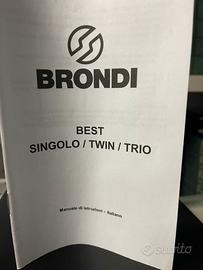 BRONDI
BEST
SINGOLO / TWIN / TRIO
Manuale di istruzioni - Italiano
subito